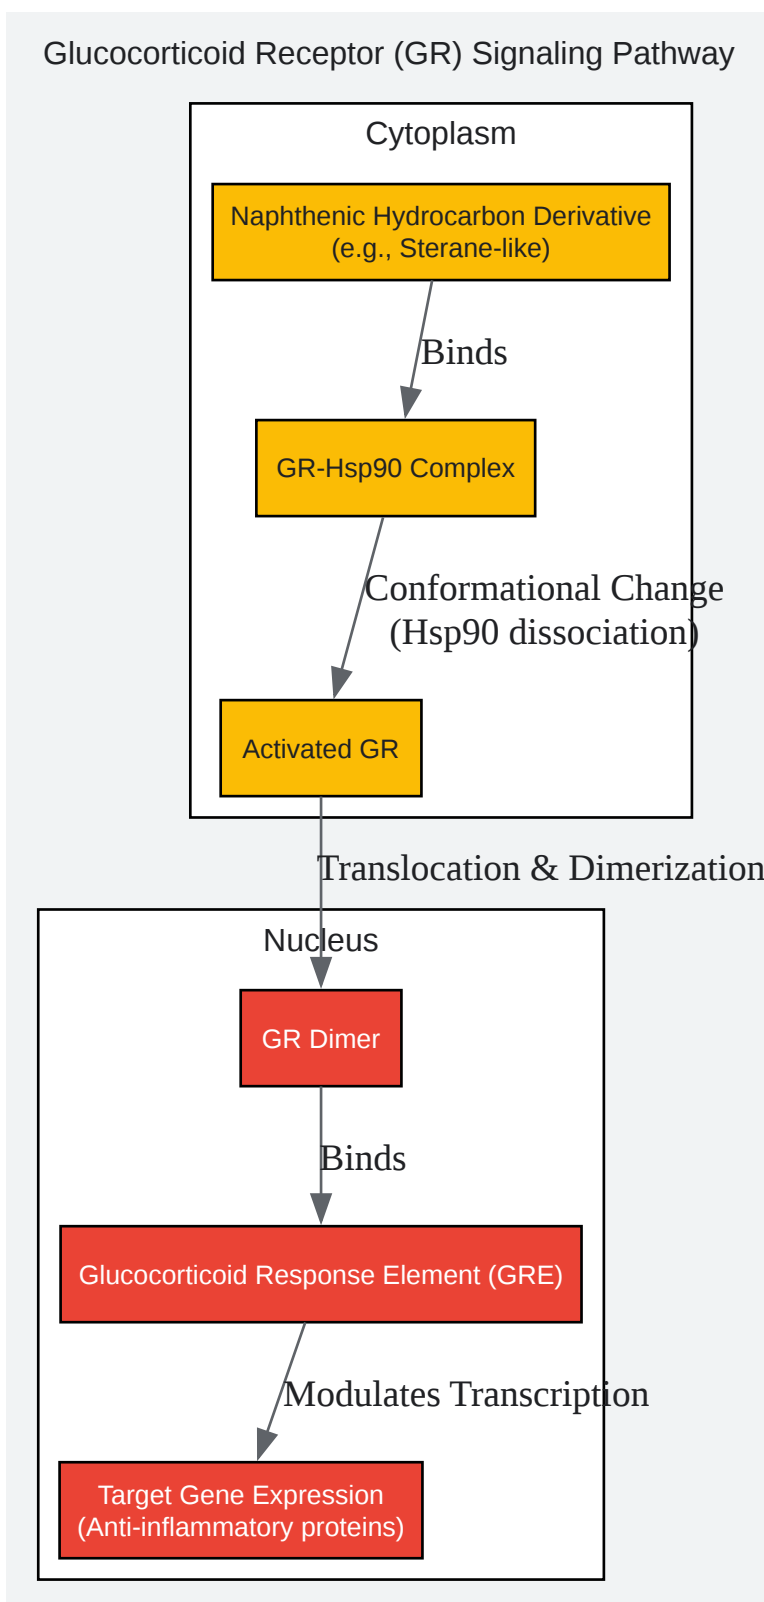 Glucocorticoid Receptor (GR) Signaling Pathway
Cytoplasm
Naphthenic Hydrocarbon Derivative
(e.g., Sterane-like)
Binds
GR-Hsp90 Complex
Conformational Change
(Hsp90 dissociation)
Activated GR
Translocation & Dimerization
Nucleus
GR Dimer
Binds
Glucocorticoid Response Element (GRE)
Modulates Transcription
Target Gene Expression
(Anti-inflammatory proteins)